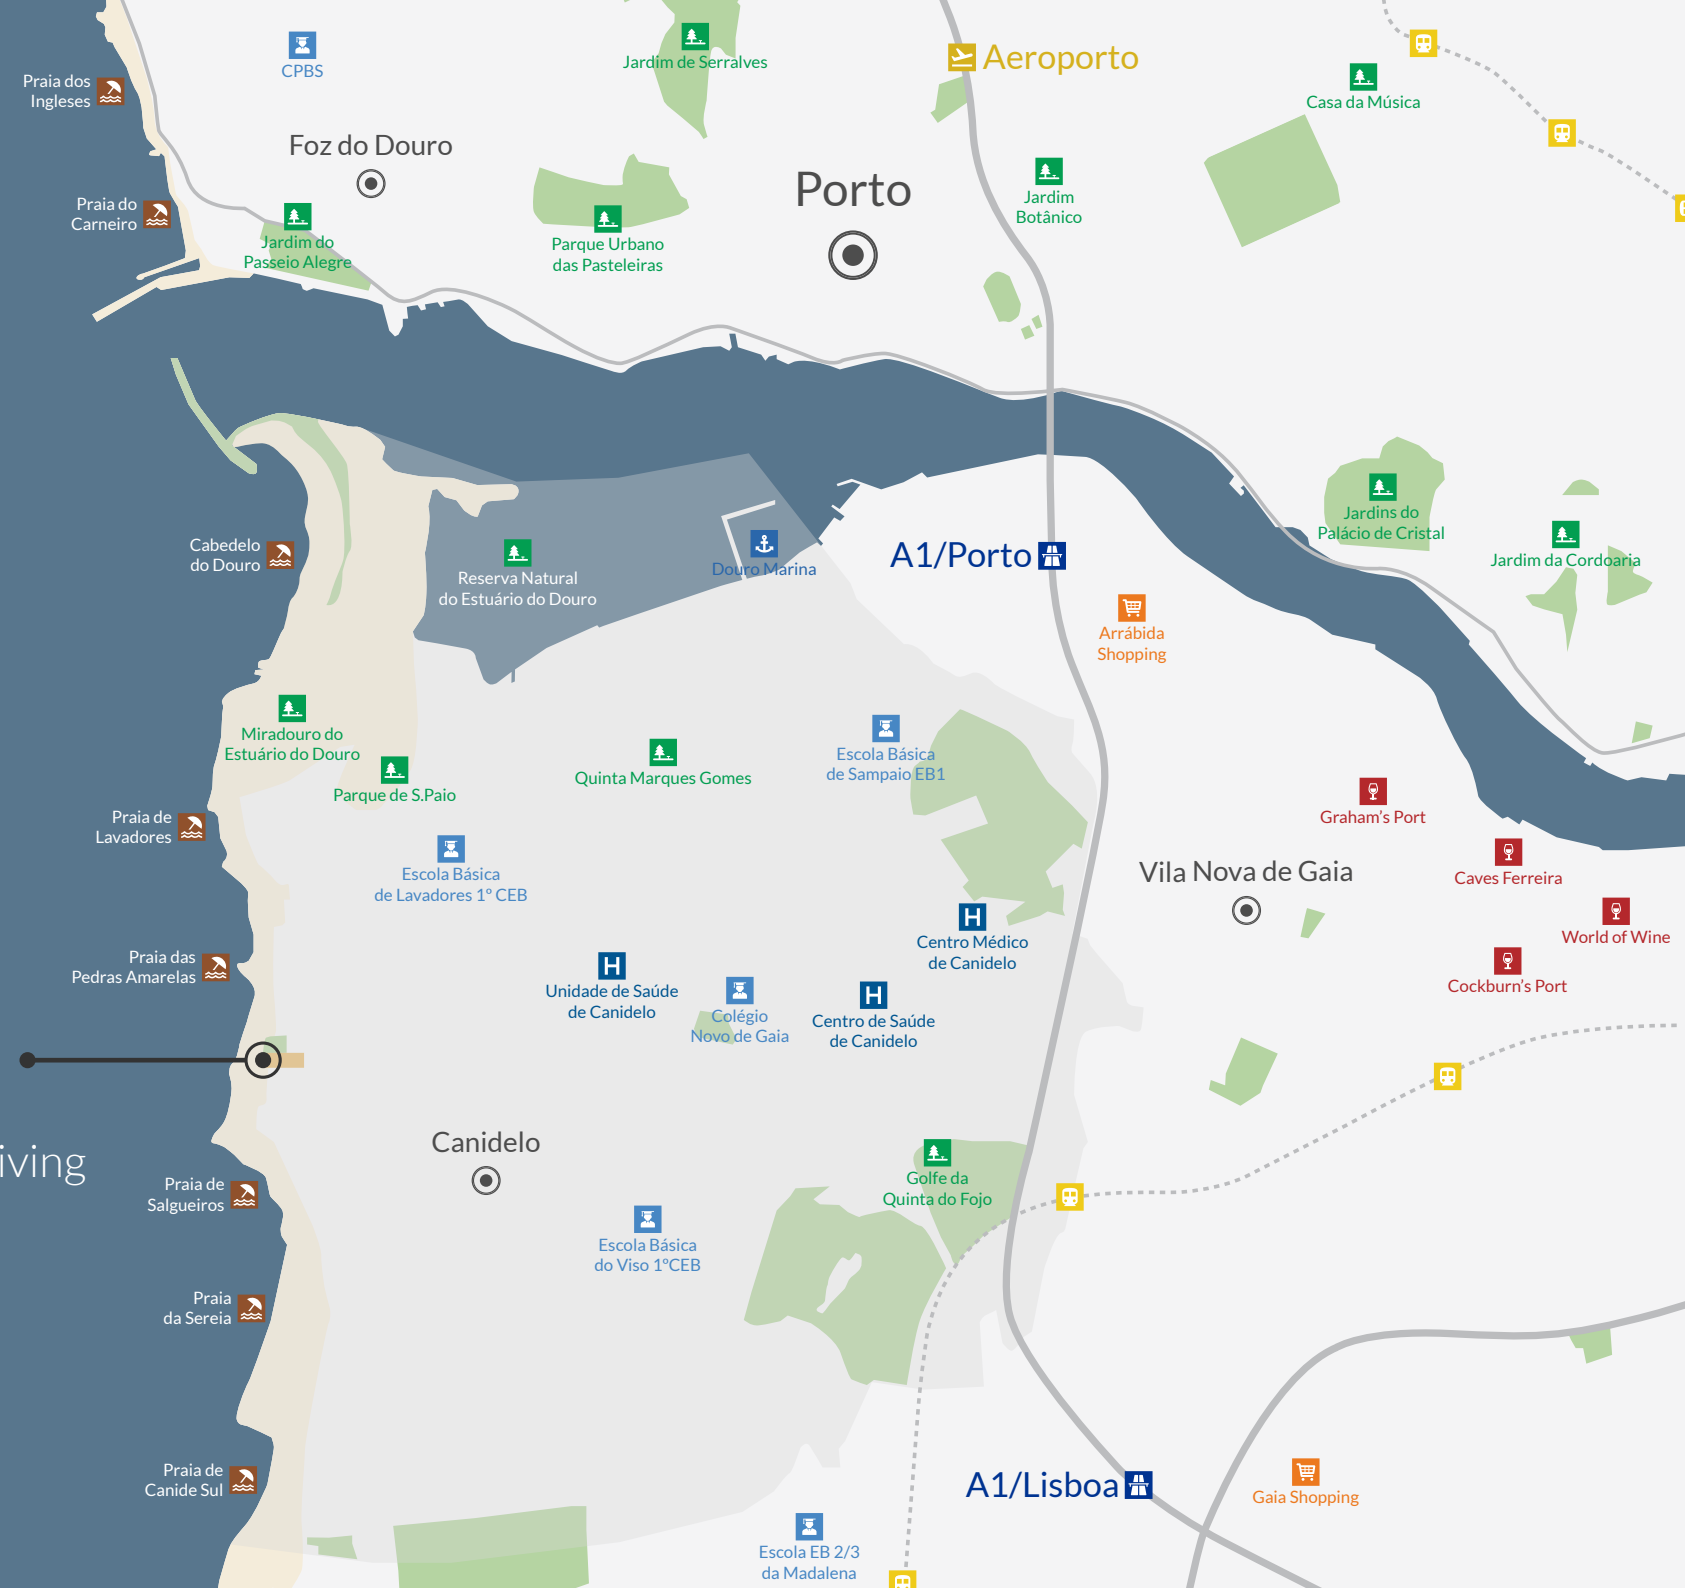 CPBS
Jardim de Serralves
Aeroporto
Praia dos
Ingleses
Casa da Música
Foz do Douro
Porto
Praia do
Carneiro
Jardim do
Passeio Alegre
Parque Urbano
das Pasteleiras
Jardim
Botânico
Cabedelo
do Douro
Reserva Natural
do Estuário do Douro
Douro Marina
A1/Porto
Jardins do
Palácio de Cristal
Jardim da Cordoaria
Arrábida
Shopping
Miradouro do
Estuário do Douro
Parque de S.Paio
Quinta Marques Gomes
Escola Básica
de Sampaio EB1
Praia de
Lavadores
Escola Básica
de Lavadores 1º CEB
Graham's Port
Vila Nova de Gaia
Caves Ferreira
World of Wine
Cockburn's Port
Praia das
Pedras Amarelas
H
Unidade de Saúde
de Canidelo
Colégio
Novo de Gaia
H
Centro Médico
de Canidelo
H
Centro de Saúde
de Canidelo
iving
Canidelo
Praia de
Salgueiros
Golfe da
Quinta do Fojo
Escola Básica
do Viso 1ºCEB
Praia
da Sereia
Praia de
Canide Sul
A1/Lisboa
Gaia Shopping
Escola EB 2/3
da Madalena